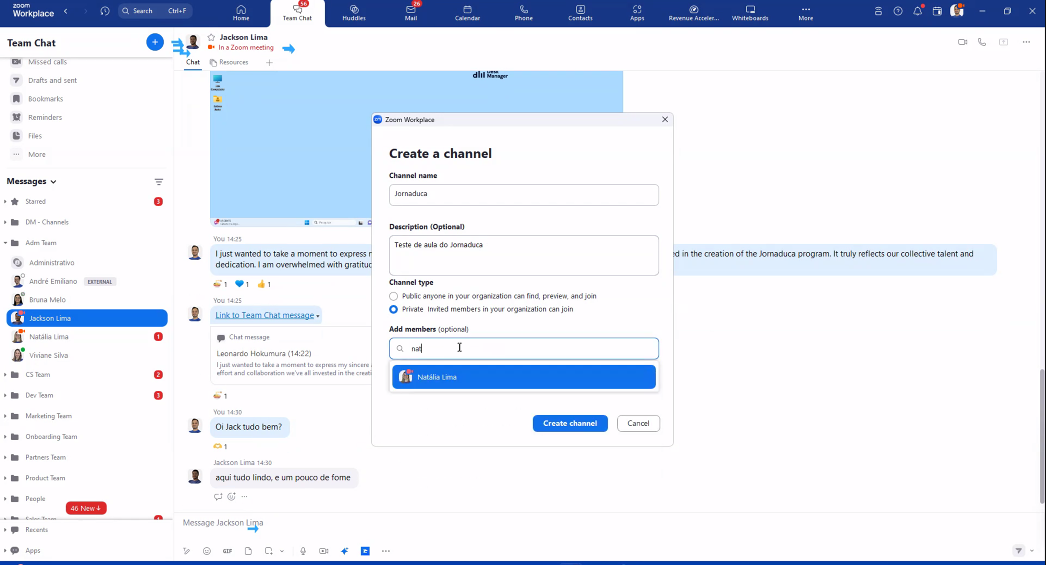 zoom
Workplace
Search Ctrl+F
Home
56
Team Chat
Huddles
26
Mail
Calendar
Phone
Contacts
Apps
Revenue Acceler...
Whiteboards
More
Team Chat
Missed calls
Drafts and sent
Bookmarks
Reminders
Files
More
Messages
Starred 3
DM - Channels
Adm Team
Administrativo
André Emiliano EXTERNAL
Bruna Melo
Jackson Lima
Natália Lima 1
Viviane Silva
CS Team 2
Dev Team 3
Marketing Team
Onboarding Team
Partners Team
Product Team
People
46 New
Sales Team
Recents
Apps
Jackson Lima
In a Zoom meeting
Chat
Resources
Manager
You 14:25
I just wanted to take a moment to express m
ed in the creation of the Jornaduca program. It truly reflects our collective talent and
dedication. I am overwhelmed with gratitud
1 1 1
You 14:25
Link to Team Chat message
Chat message
Leonardo Hokumura (14:22)
I just wanted to take a moment to express my sincere
effort and collaboration we've all invested in the creati
1
You 14:30
Oi Jack tudo bem?
1
Jackson Lima 14:30
aqui tudo lindo, e um pouco de fome
Message Jackson Lima
GIF
Zoom Workplace
Create a channel
Channel name
Jornaduca
Description (Optional)
Teste de aula do Jornaduca
Channel type
Public anyone in your organization can find, preview, and join
Private Invited members in your organization can join
Add members (optional)
nat
Natália Lima
Create channel
Cancel